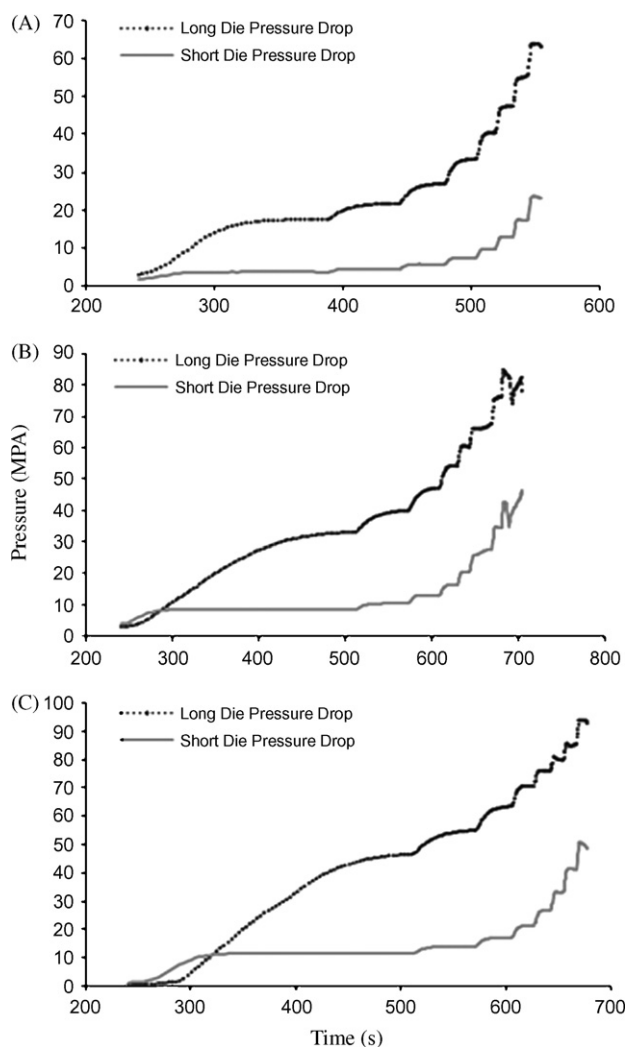 (A)
70
60
50
40
30
20
10
0
Long Die Pressure Drop
Short Die Pressure Drop
200 300 400 500 600
(B)
90
80
70
60
50
40
30
20
10
0
Long Die Pressure Drop
Short Die Pressure Drop
200 300 400 500 600 700 800
Pressure (MPA)
(C)
100
90
80
70
60
50
40
30
20
10
0
Long Die Pressure Drop
Short Die Pressure Drop
200 300 400 500 600 700
Time (s)